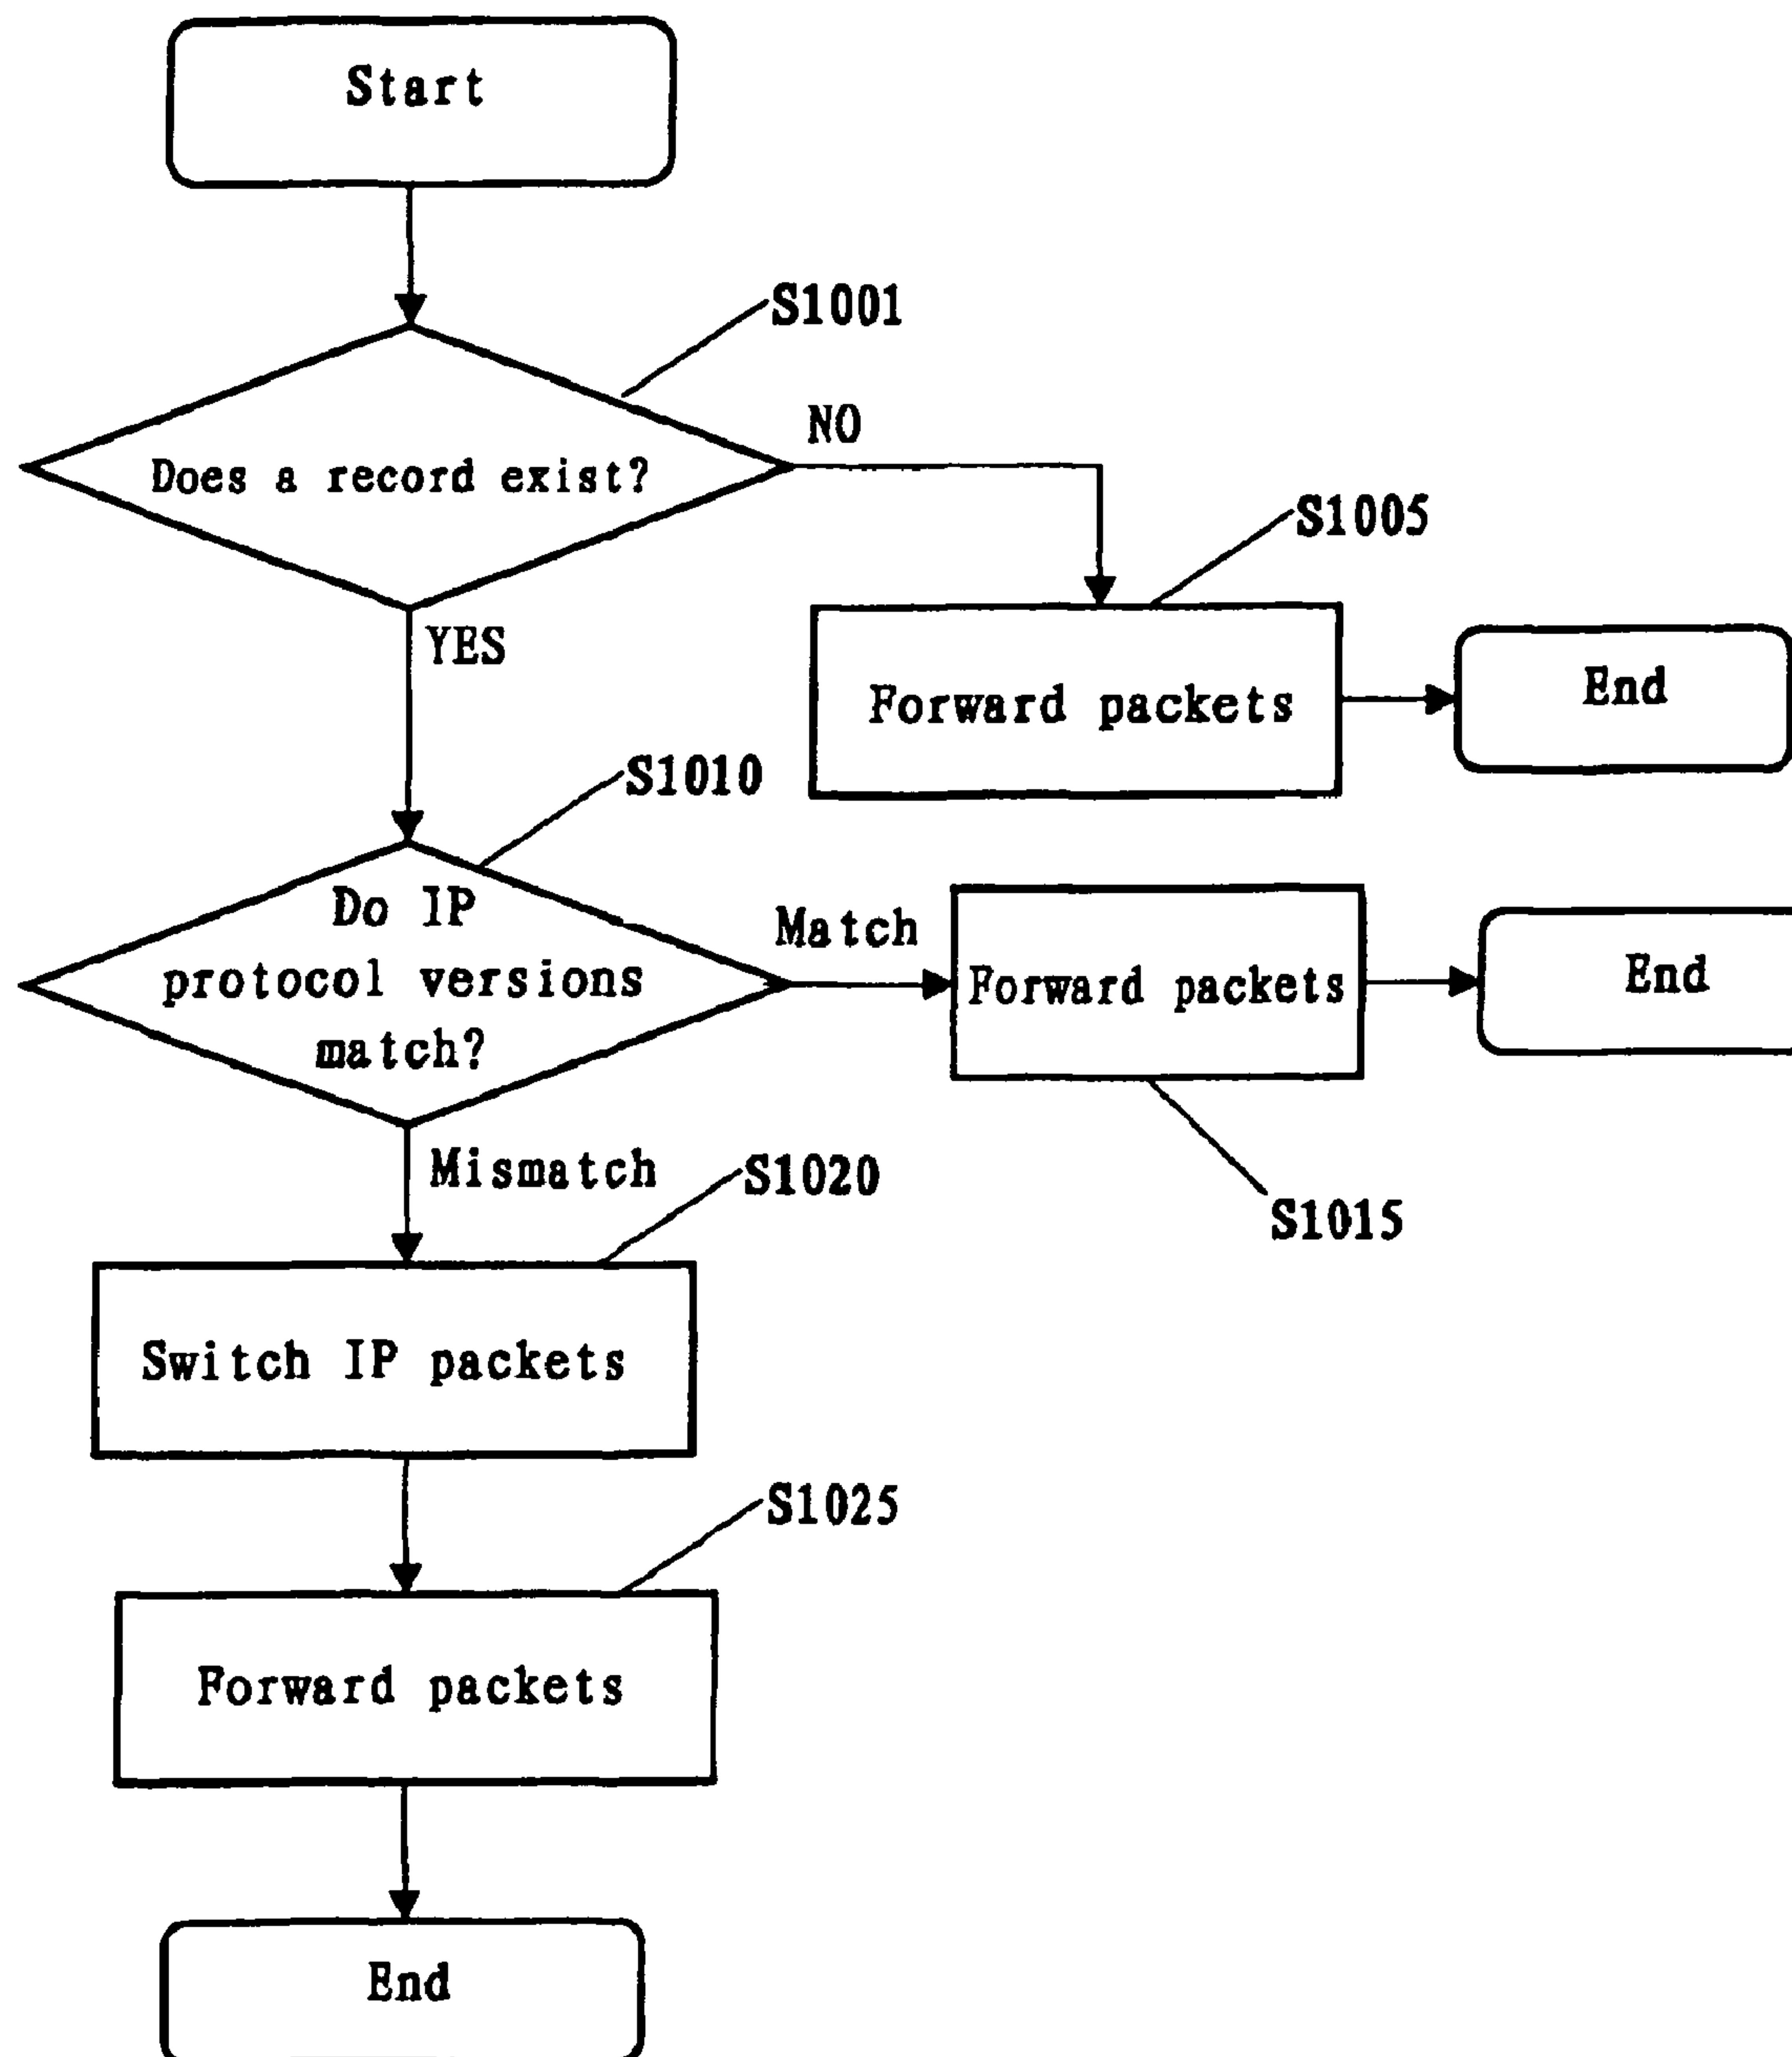 Start
S1001
NO
Does a record exist?
S1005
YES
Forward packets
End
S1010
Do IP
protocol versions
match?
Match
Forward packets
End
Mismatch
S1020
S1015
Switch IP packets
S1025
Forward packets
End